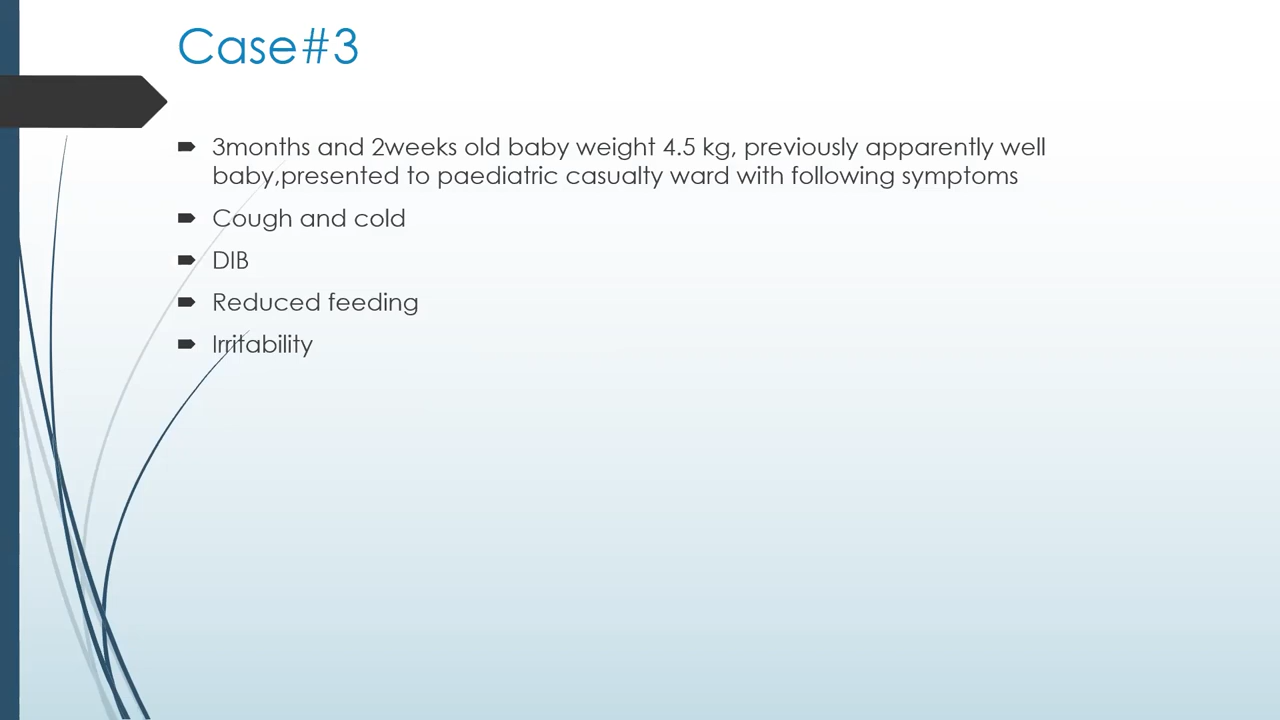 Case#3
3months and 2weeks old baby weight 4.5 kg, previously apparently well
baby,presented to paediatric casualty ward with following symptoms
Cough and cold
DIB
Reduced feeding
Irritability